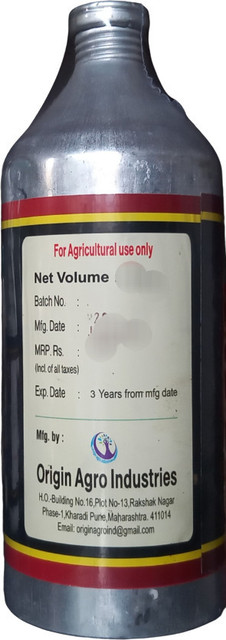 For Agricultural use only
Net Volume :
Batch No. :
Mfg. Date :
MRP. Rs. :
(Incl. of all taxes)
Exp. Date : 3 Years from mfg date
Mfg. by :
Origin Agro Industries
H.O.-Building No.16,Plot No-13,Rakshak Nagar
Phase-1,Kharadi Pune,Maharashtra. 411014
Email: originagroind@gmail.com